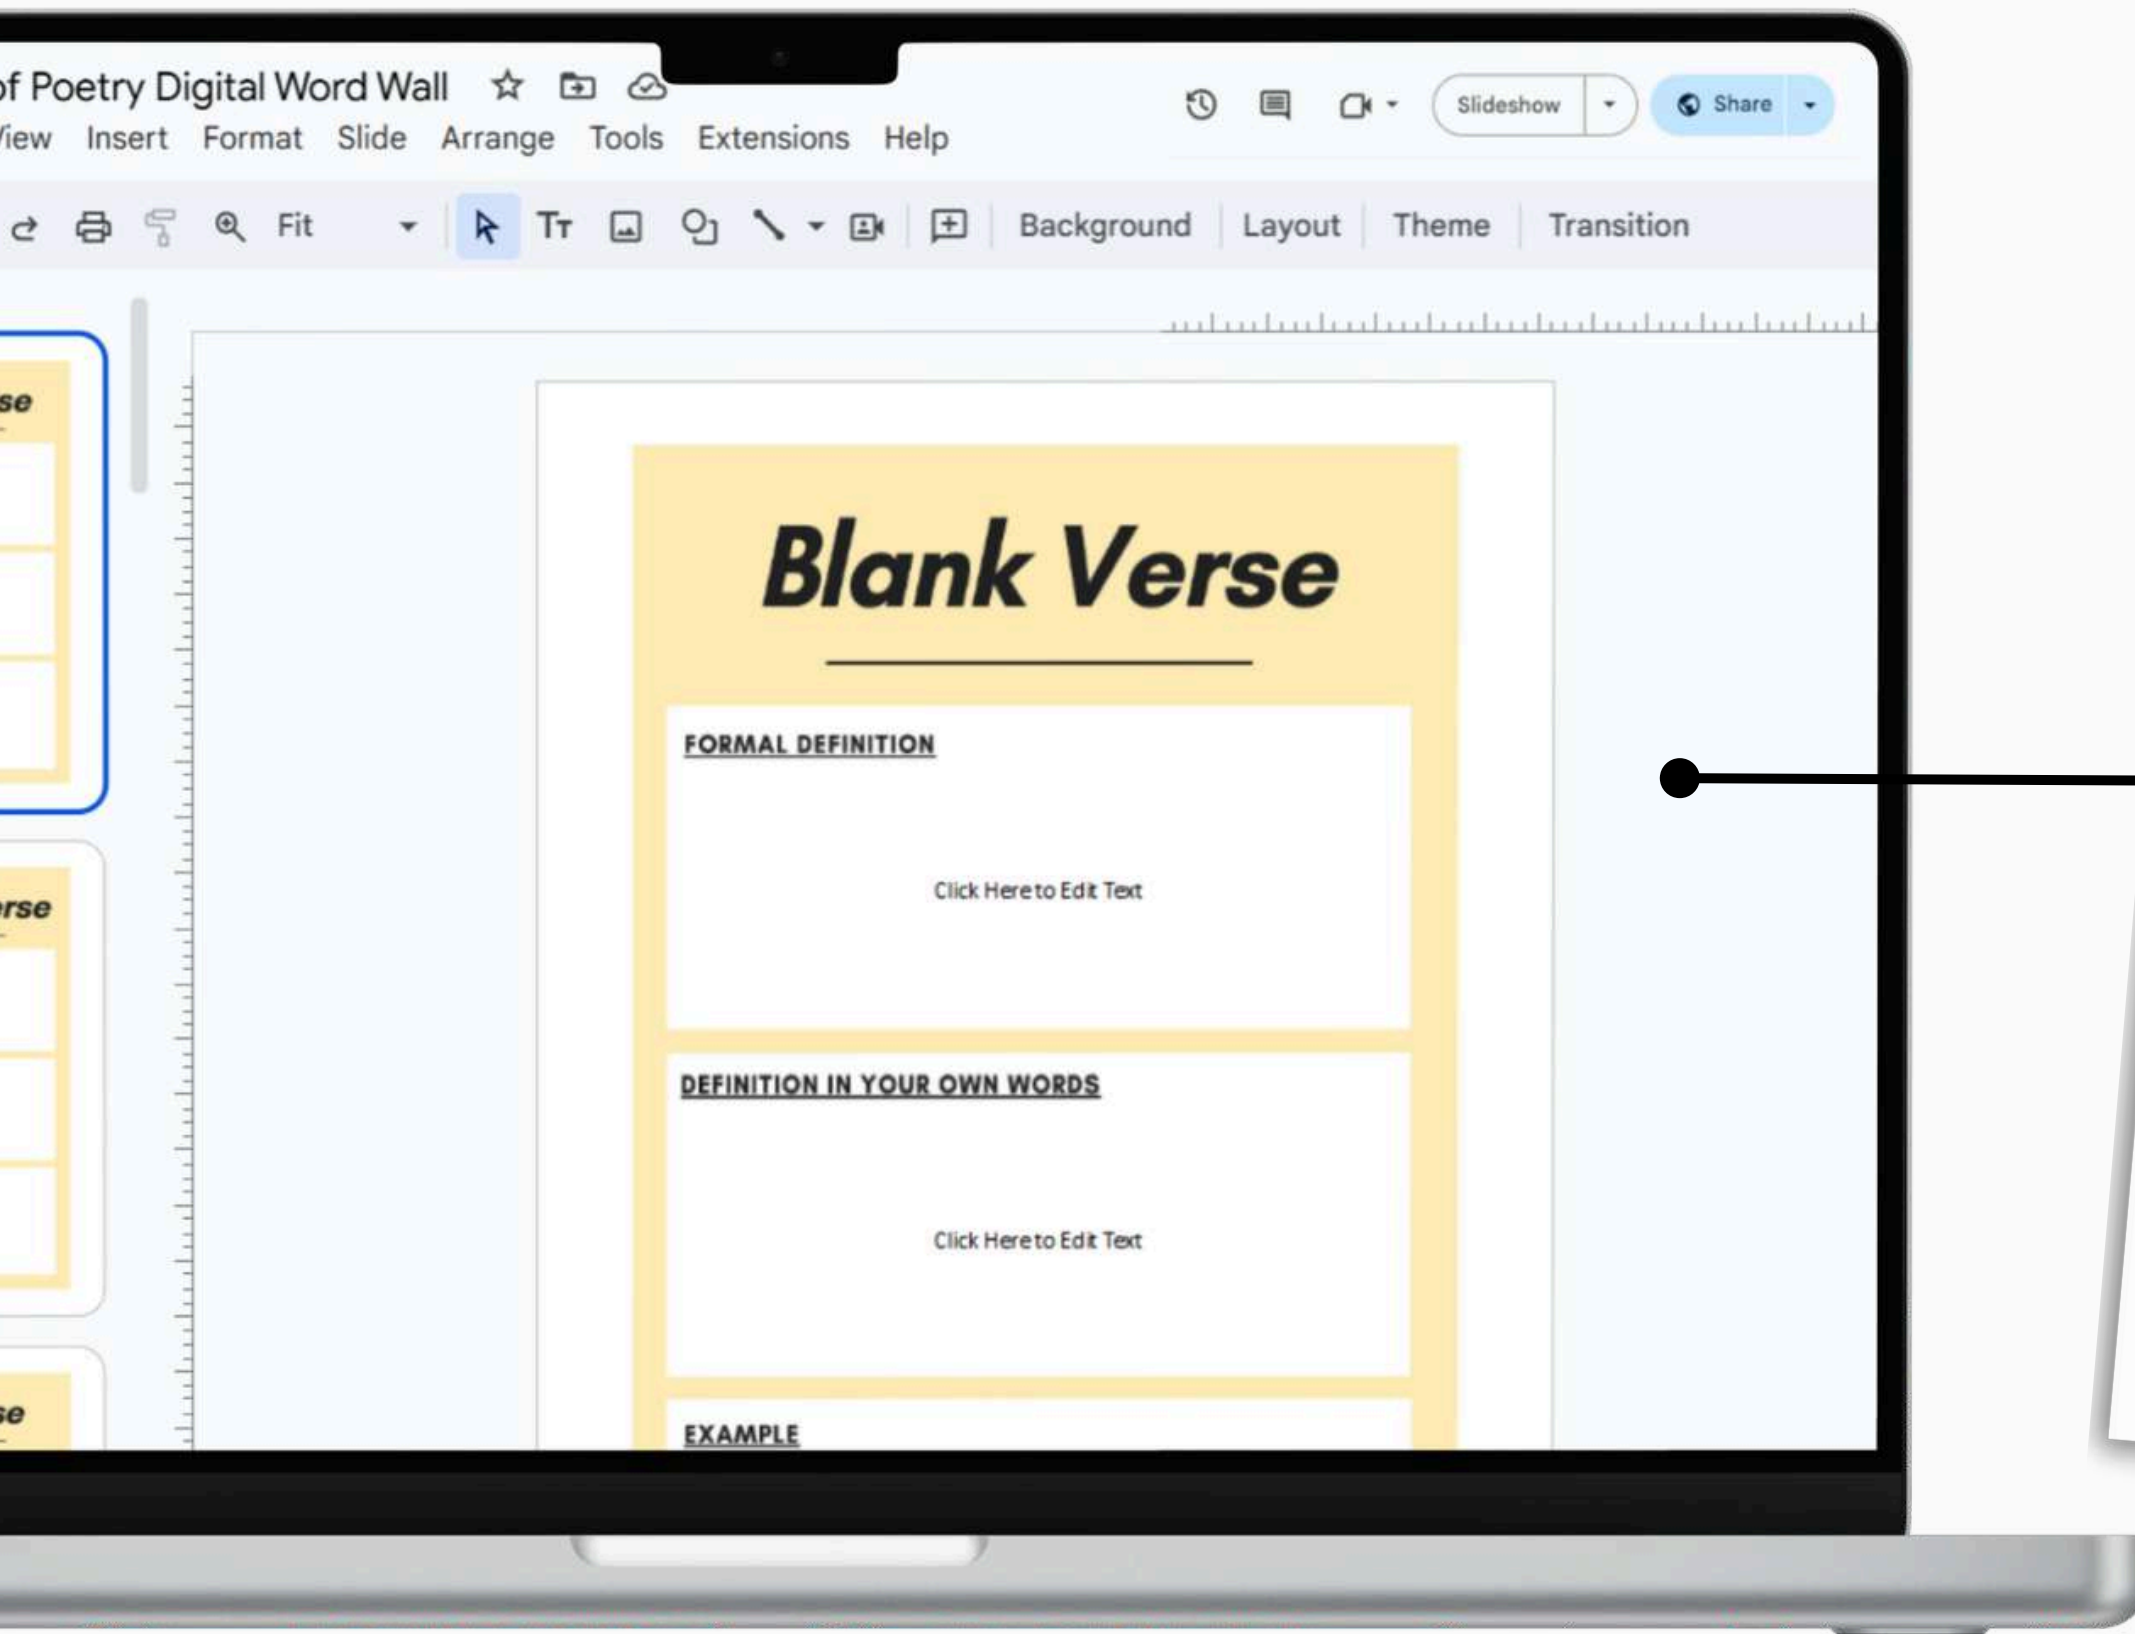 of Poetry Digital Word Wall
View Insert Format Slide Arrange Tools Extensions Help
Slideshow
Share
Fit
Background Layout Theme Transition
se
erse
se
Blank Verse
FORMAL DEFINITION
Click Here to Edit Text
DEFINITION IN YOUR OWN WORDS
Click Here to Edit Text
EXAMPLE